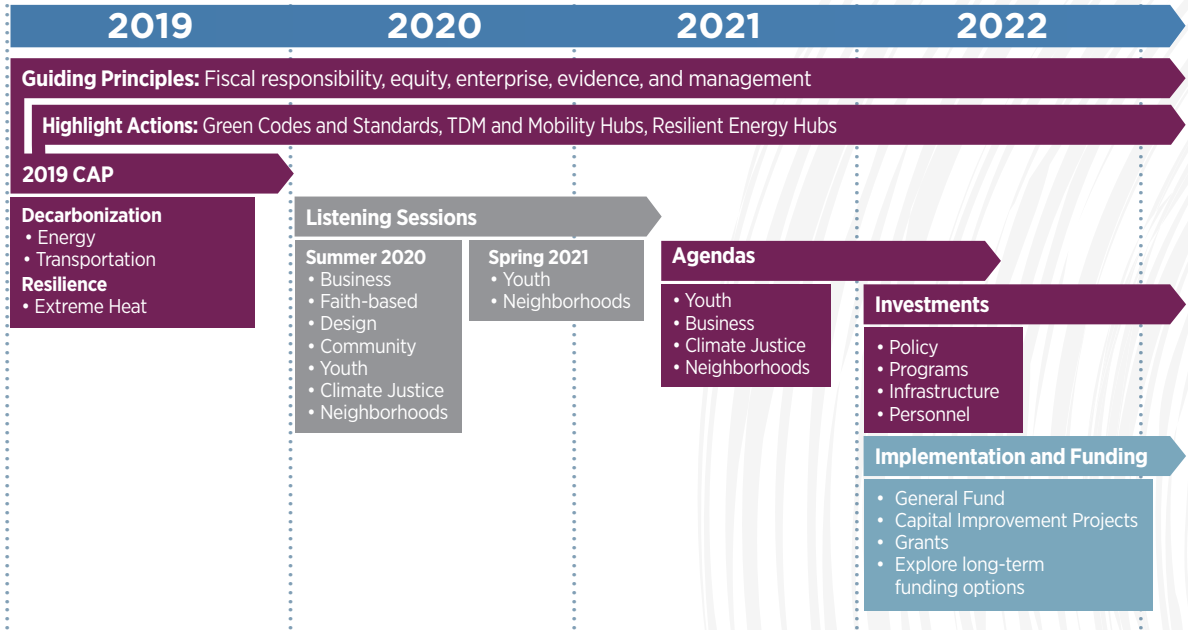 2019 2020 2021 2022
Guiding Principles: Fiscal responsibility, equity, enterprise, evidence, and management
Highlight Actions: Green Codes and Standards, TDM and Mobility Hubs, Resilient Energy Hubs
2019 CAP
Decarbonization
• Energy
• Transportation
Resilience
• Extreme Heat
Listening Sessions
Summer 2020
• Business
• Faith-based
• Design
• Community
• Youth
• Climate Justice
• Neighborhoods
Spring 2021
• Youth
• Neighborhoods
Agendas
• Youth
• Business
• Climate Justice
• Neighborhoods
Investments
• Policy
• Programs
• Infrastructure
• Personnel
Implementation and Funding
• General Fund
• Capital Improvement Projects
• Grants
• Explore long-term
funding options